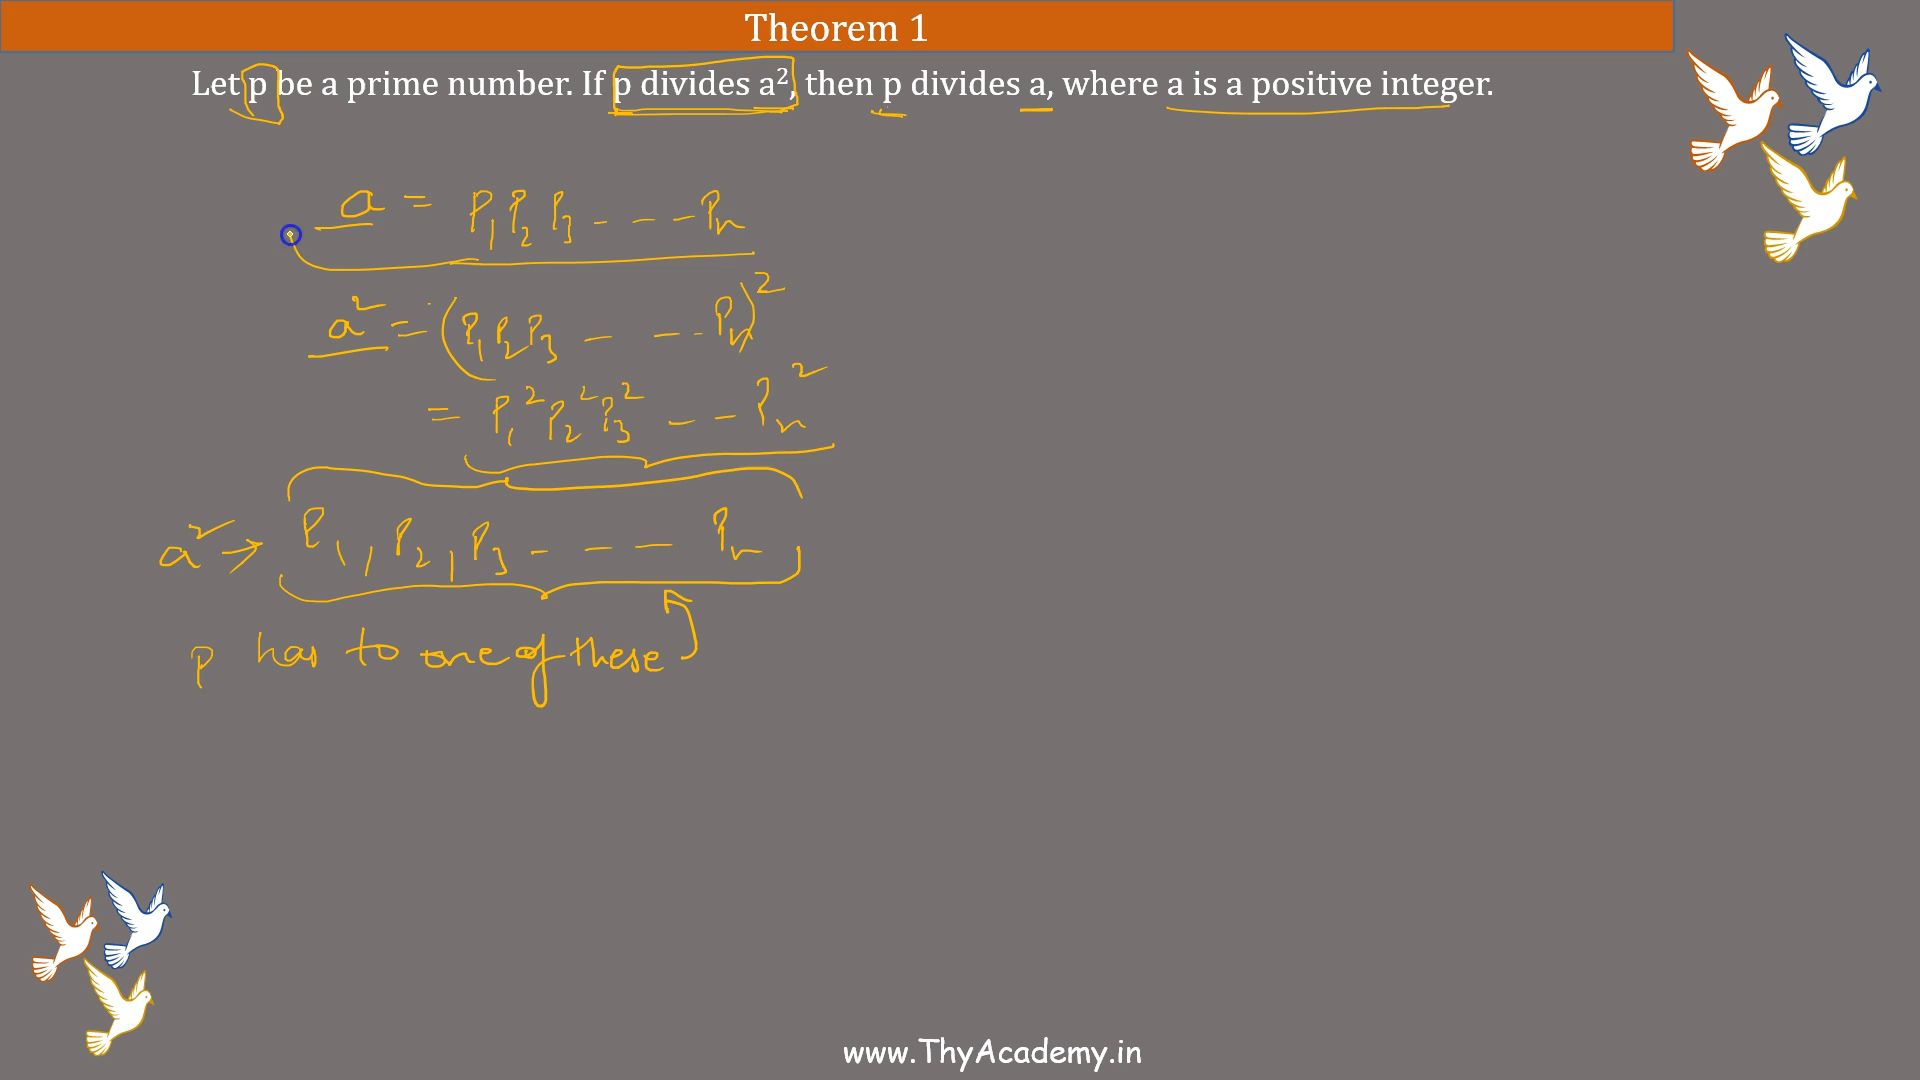 Theorem 1
Let p be a prime number. If p divides a², then p divides a, where a is a positive integer.
a = P₁ P₂ P₃ - - - Pn
a² = (P₁ P₂ P₃ - - - Pn)²
= P₁² P₂² P₃² - - Pn²
a² → P₁, P₂, P₃ - - - Pn
p has to one of these
www.ThyAcademy.in